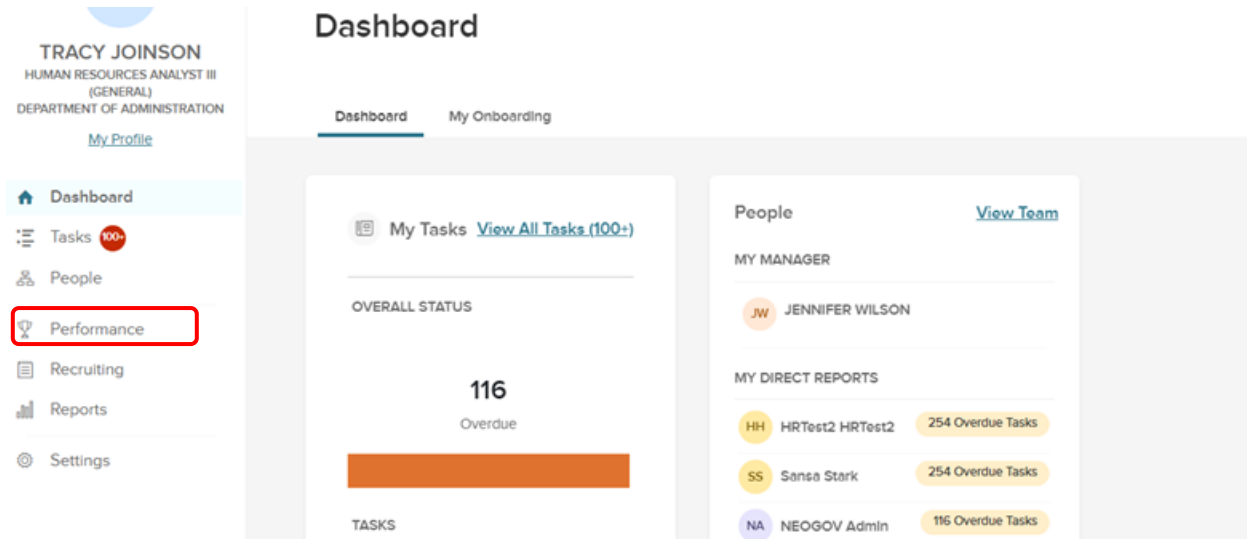 TRACY JOINSON
HUMAN RESOURCES ANALYST III
(GENERAL)
DEPARTMENT OF ADMINISTRATION
My Profile
Dashboard
Tasks 100+
People
Performance
Recruiting
Reports
Settings
Dashboard
Dashboard My Onboarding
My Tasks View All Tasks (100+)
OVERALL STATUS
116
Overdue
TASKS
People View Team
MY MANAGER
JW JENNIFER WILSON
MY DIRECT REPORTS
HH HRTest2 HRTest2 254 Overdue Tasks
SS Sansa Stark 254 Overdue Tasks
NA NEOGOV Admin 116 Overdue Tasks